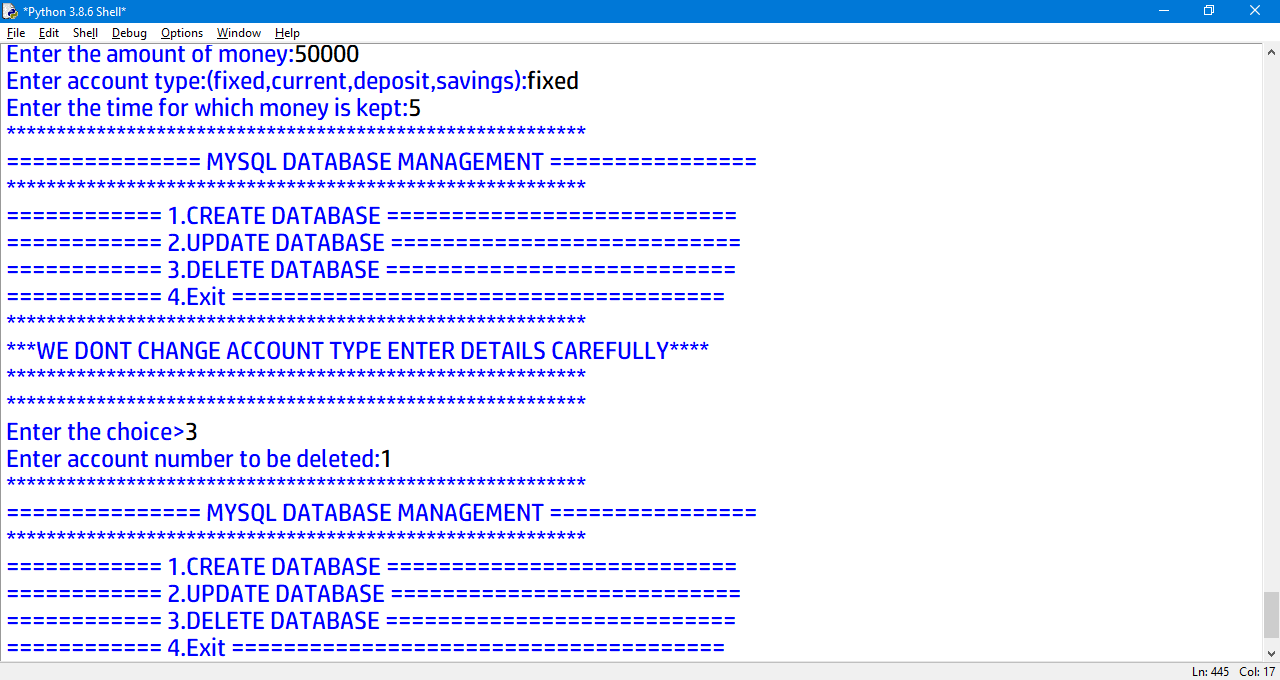 *Python 3.8.6 Shell*
File Edit Shell Debug Options Window Help
Enter the amount of money:50000
Enter account type:(fixed,current,deposit,savings):fixed
Enter the time for which money is kept:5
**********************************************************
=============== MYSQL DATABASE MANAGEMENT ================
**********************************************************
============ 1.CREATE DATABASE ===========================
============ 2.UPDATE DATABASE ===========================
============ 3.DELETE DATABASE ===========================
============ 4.Exit ======================================
**********************************************************
***WE DONT CHANGE ACCOUNT TYPE ENTER DETAILS CAREFULLY****
**********************************************************
**********************************************************
Enter the choice>3
Enter account number to be deleted:1
**********************************************************
=============== MYSQL DATABASE MANAGEMENT ================
**********************************************************
============ 1.CREATE DATABASE ===========================
============ 2.UPDATE DATABASE ===========================
============ 3.DELETE DATABASE ===========================
============ 4.Exit ======================================
Ln: 445 Col: 17